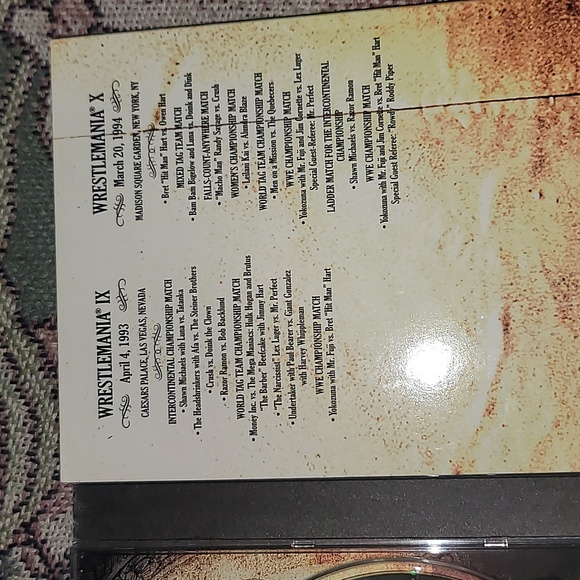 WRESTLEMANIA® IX
April 4, 1993
CAESARS PALACE, LAS VEGAS, NEVADA
INTERCONTINENTAL CHAMPIONSHIP MATCH
• Shawn Michaels with Luna vs. Tatanka
• The Headshrinkers with Afa vs. The Steiner Brothers
• Crush vs. Doink the Clown
• Razor Ramon vs. Bob Backlund
WORLD TAG TEAM CHAMPIONSHIP MATCH
• Money Inc. vs. The Mega Maniacs: Hulk Hogan and Brutus
"The Barber" Beefcake with Jimmy Hart
• "The Narcissist" Lex Luger vs. Mr. Perfect
• Undertaker with Paul Bearer vs. Giant Gonzalez
with Harvey Whippleman
WWE CHAMPIONSHIP MATCH
• Yokozuna with Mr. Fuji vs. Bret "Hit Man" Hart
WRESTLEMANIA® X
March 20, 1994
MADISON SQUARE GARDEN, NEW YORK, NY
• Bret "Hit Man" Hart vs. Owen Hart
MIXED TAG TEAM MATCH
• Bam Bam Bigelow and Luna vs. Doink and Dink
FALLS-COUNT-ANYWHERE MATCH
• "Macho Man" Randy Savage vs. Crush
WOMEN'S CHAMPIONSHIP MATCH
• Leilani Kai vs. Alundra Blaze
WORLD TAG TEAM CHAMPIONSHIP MATCH
• Men on a Mission vs. The Quebecers
WWE CHAMPIONSHIP MATCH
• Yokozuna with Mr. Fuji and Jim Cornette vs. Lex Luger
Special Guest-Referee: Mr. Perfect
LADDER MATCH FOR THE INTERCONTINENTAL
CHAMPIONSHIP
• Shawn Michaels vs. Razor Ramon
WWE CHAMPIONSHIP MATCH
• Yokozuna with Mr. Fuji and Jim Cornette vs. Bret "Hit Man" Hart
Special Guest Referee: "Rowdy" Roddy Piper